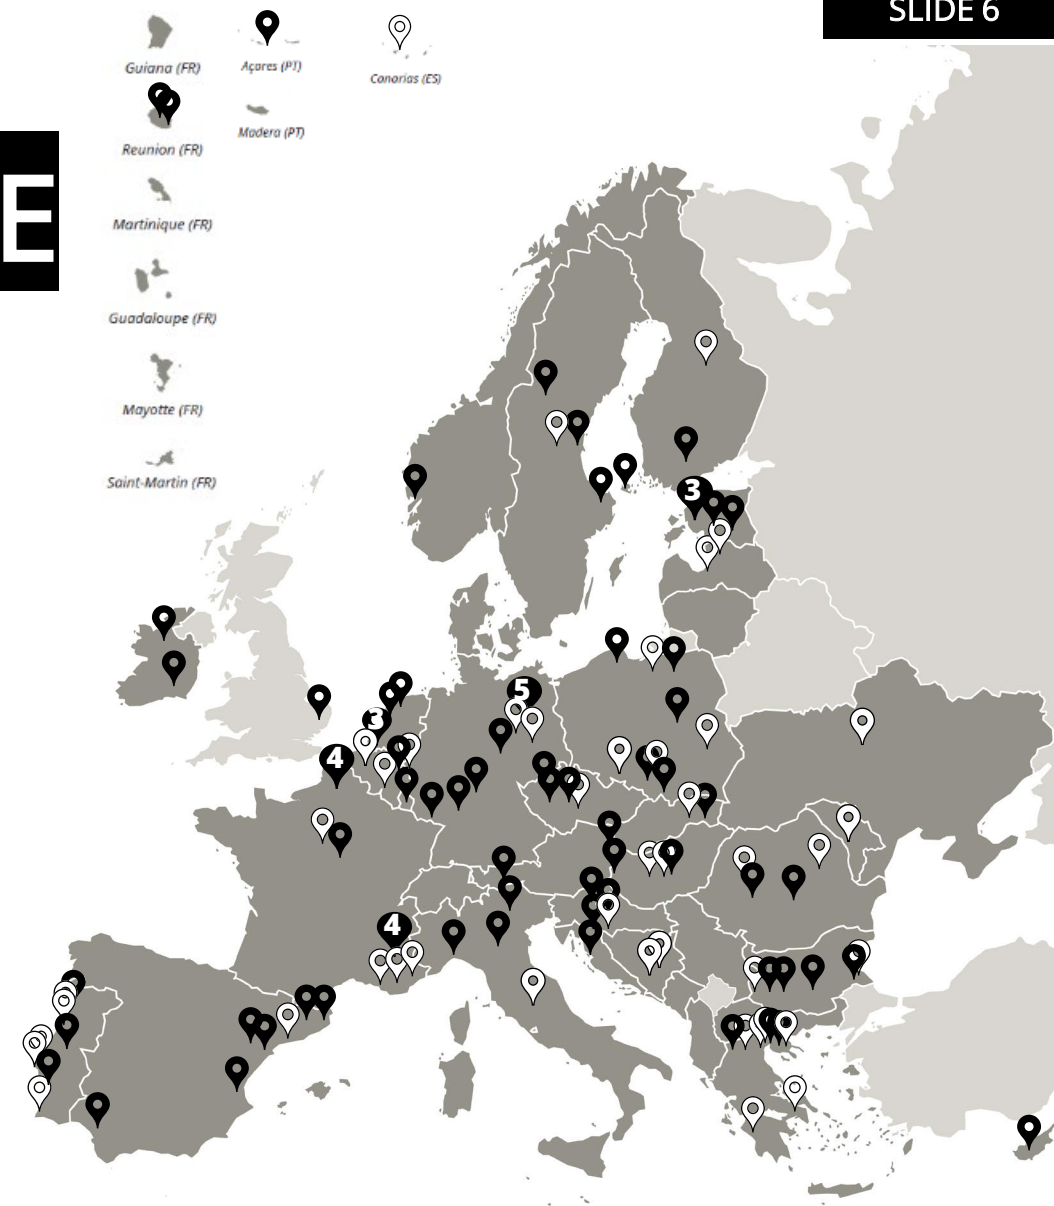 SLIDE 6
Guiana (FR)
Açores (PT)
Canarias (ES)
Reunion (FR)
Madera (PT)
E
Martinique (FR)
Guadaloupe (FR)
Mayotte (FR)
Saint-Martin (FR)
3
5
3
4
4